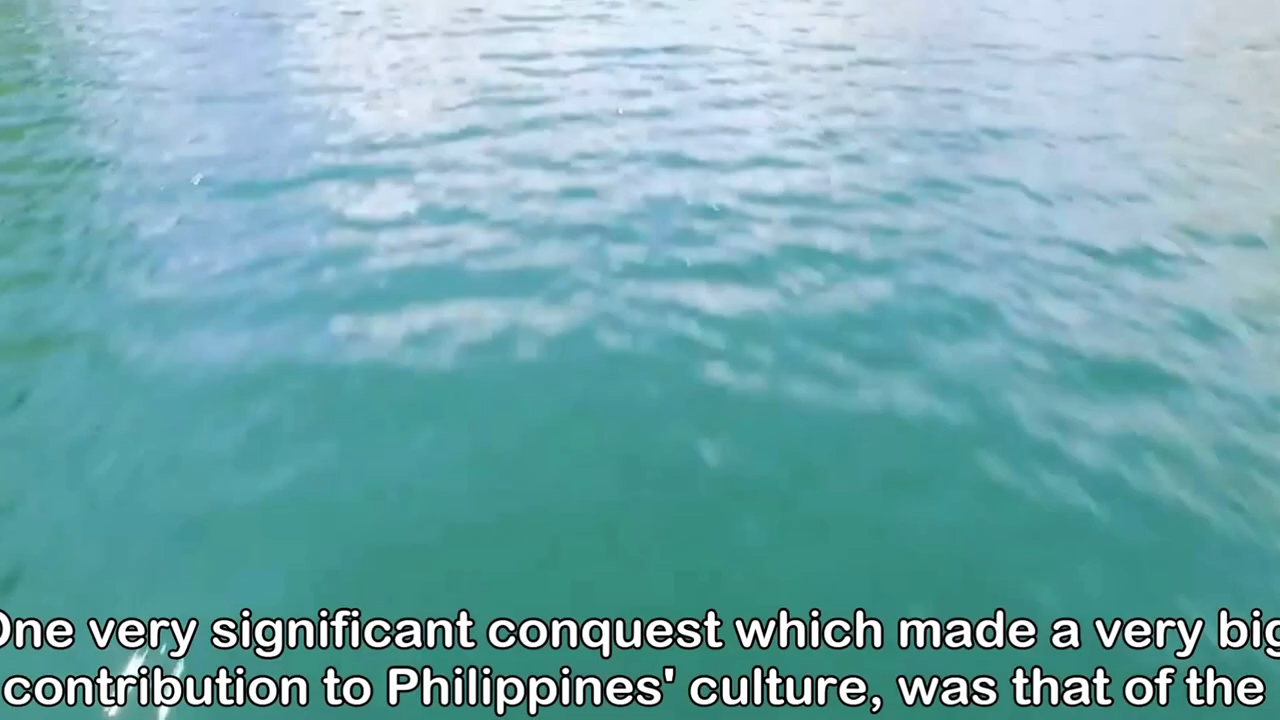 One very significant conquest which made a very big
contribution to Philippines' culture, was that of the